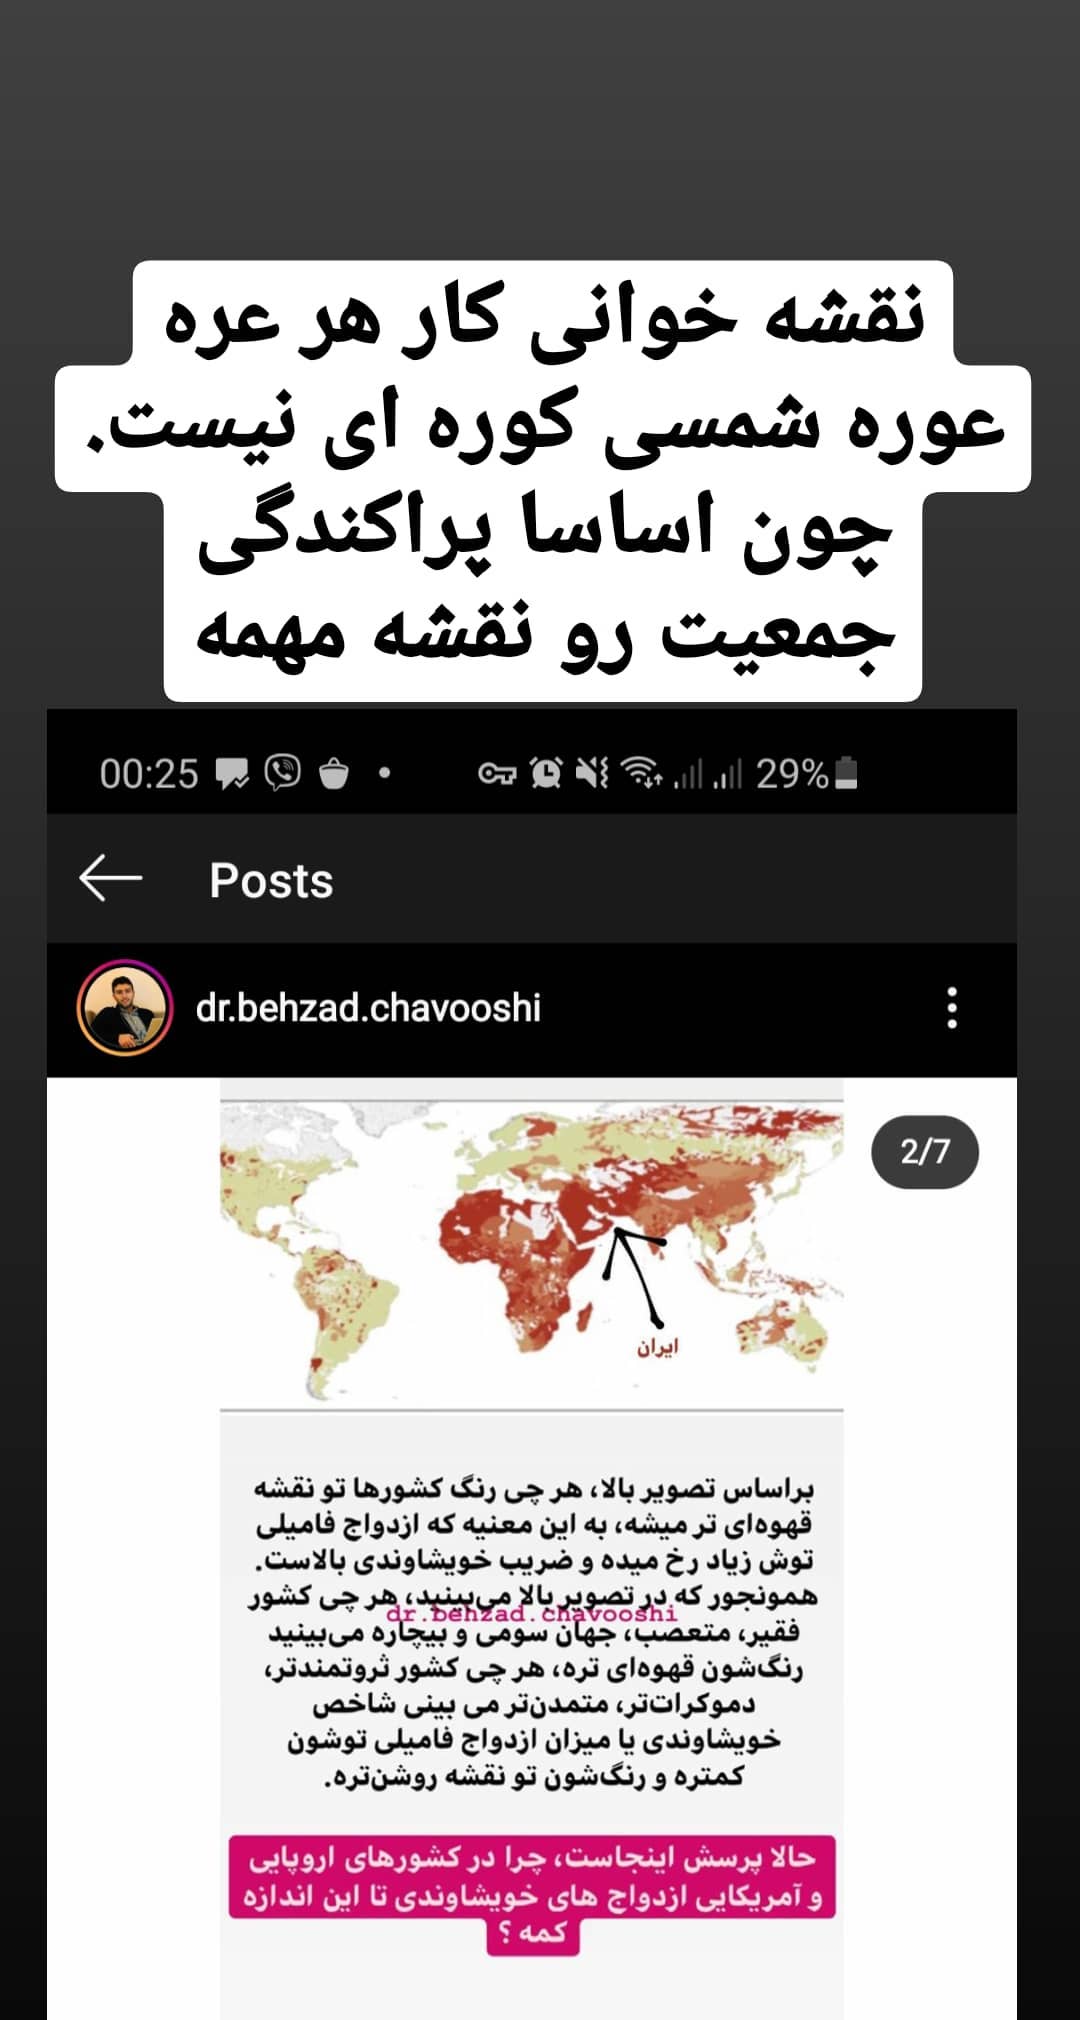 نقشه خوانی کار هر عره
عوره شمسی کوره ای نیست.
چون اساسا پراکندگی
جمعیت رو نقشه مهمه
00:25
29%
Posts
dr.behzad.chavooshi
2/7
ایران
براساس تصویر بالا، هر چی رنگ کشورها تو نقشه
قهوه‌ای تر میشه، به این معنیه که ازدواج فامیلی
توش زیاد رخ میده و ضریب خویشاوندی بالاست.
همونجور که در تصویر بالا می‌بینید، هر چی کشور
dr.behzad.chavooshi
فقیر، متعصب، جهان سومی و بیچاره می‌بینید
رنگ‌شون قهوه‌ای تره، هر چی کشور ثروتمندتر،
دموکرات‌تر، متمدن‌تر می بینی شاخص
خویشاوندی یا میزان ازدواج فامیلی توشون
کمتره و رنگ‌شون تو نقشه روشن‌تره.
حالا پرسش اینجاست، چرا در کشورهای اروپایی
و آمریکایی ازدواج های خویشاوندی تا این اندازه
کمه ؟